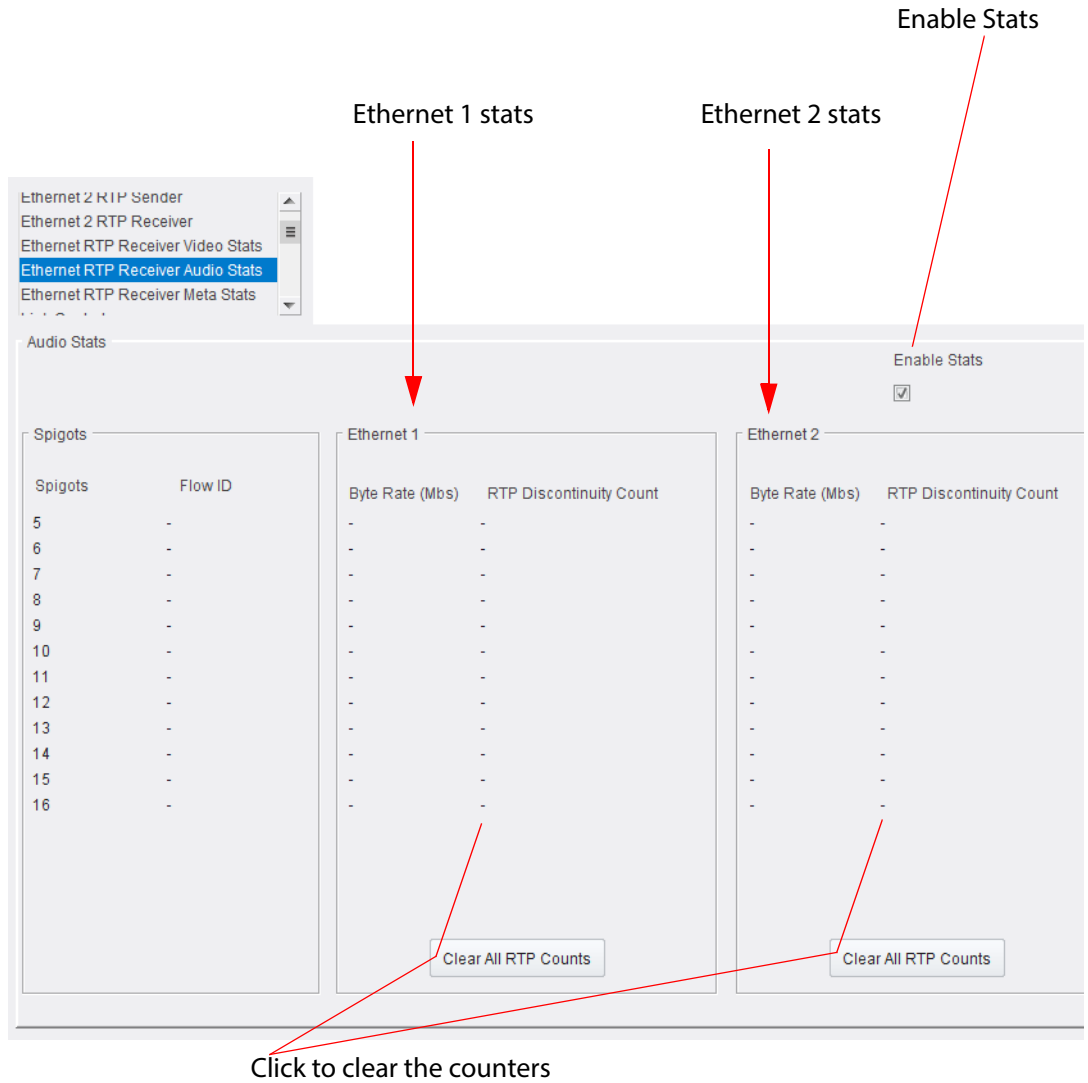 Enable Stats
Ethernet 1 stats
Ethernet 2 stats
Ethernet 2 RTP Sender
Ethernet 2 RTP Receiver
Ethernet RTP Receiver Video Stats
Ethernet RTP Receiver Audio Stats
Ethernet RTP Receiver Meta Stats
Audio Stats
Enable Stats
Spigots
Ethernet 1
Ethernet 2
Spigots Flow ID Byte Rate (Mbs) RTP Discontinuity Count Byte Rate (Mbs) RTP Discontinuity Count
5 - - - - -
6 - - - - -
7 - - - - -
8 - - - - -
9 - - - - -
10 - - - - -
11 - - - - -
12 - - - - -
13 - - - - -
14 - - - - -
15 - - - - -
16 - - - - -
Clear All RTP Counts
Clear All RTP Counts
Click to clear the counters